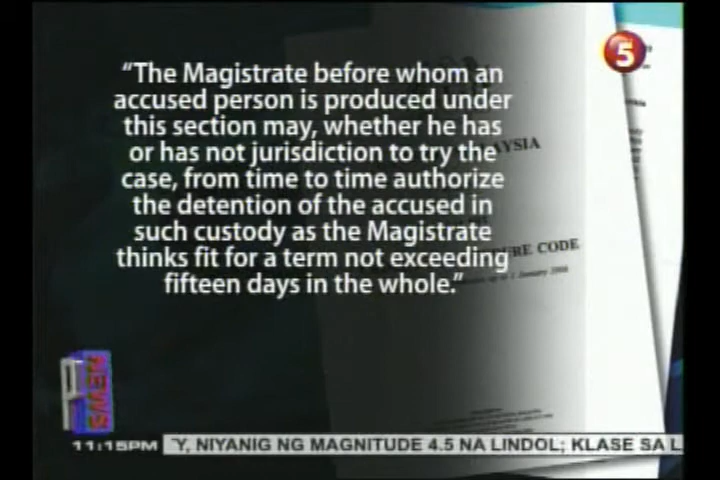 5
“The Magistrate before whom an
accused person is produced under
this section may, whether he has
or has not jurisdiction to try the
case, from time to time authorize
the detention of the accused in
such custody as the Magistrate
thinks fit for a term not exceeding
fifteen days in the whole.”
AYSIA
URE CODE
1 January
NEWS
11:15PM
Y, NIYANIG NG MAGNITUDE 4.5 NA LINDOL; KLASE SA L